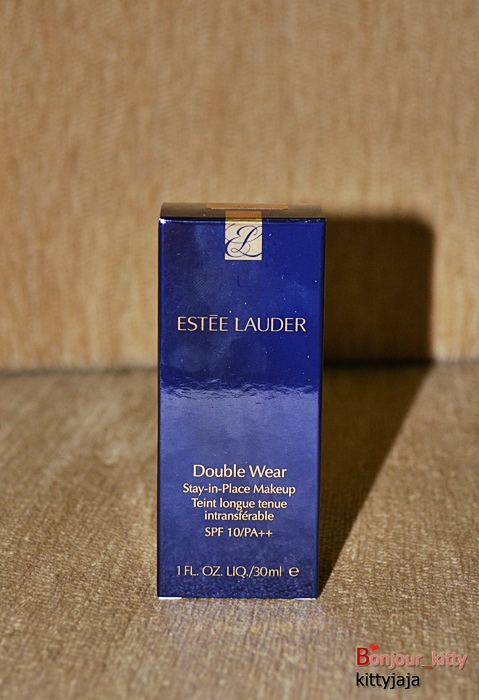 EL
ESTĒE LAUDER
Double Wear
Stay-in-Place Makeup
Teint longue tenue
intransférable
SPF 10/PA++
1 FL. OZ. LIQ./30ml ℮
Bonjour_kitty
kittyjaja